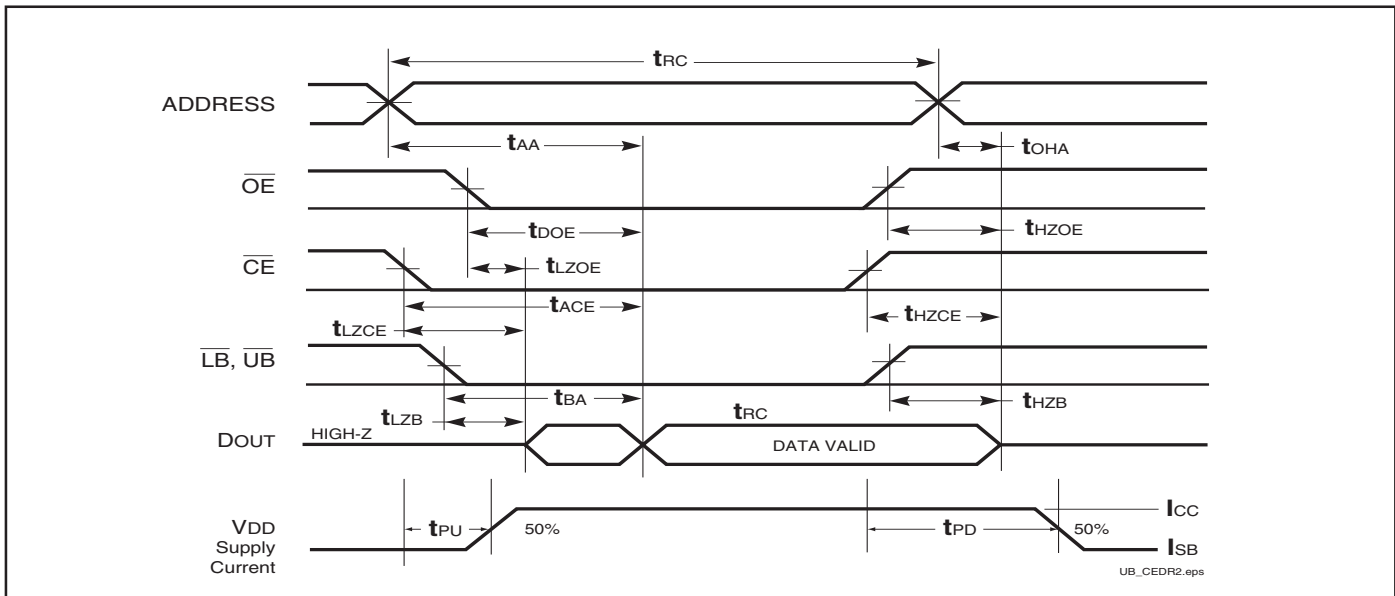 tRC
ADDRESS
tAA
tOHA
OE
tDOE
tHZOE
CE
tLZOE
tACE
tHZCE
tLZCE
LB, UB
tBA
tHZB
tLZB
tRC
DOUT
HIGH-Z
DATA VALID
ICC
VDD
Supply
Current
tPU
50%
tPD
50%
ISB
UB_CEDR2.eps